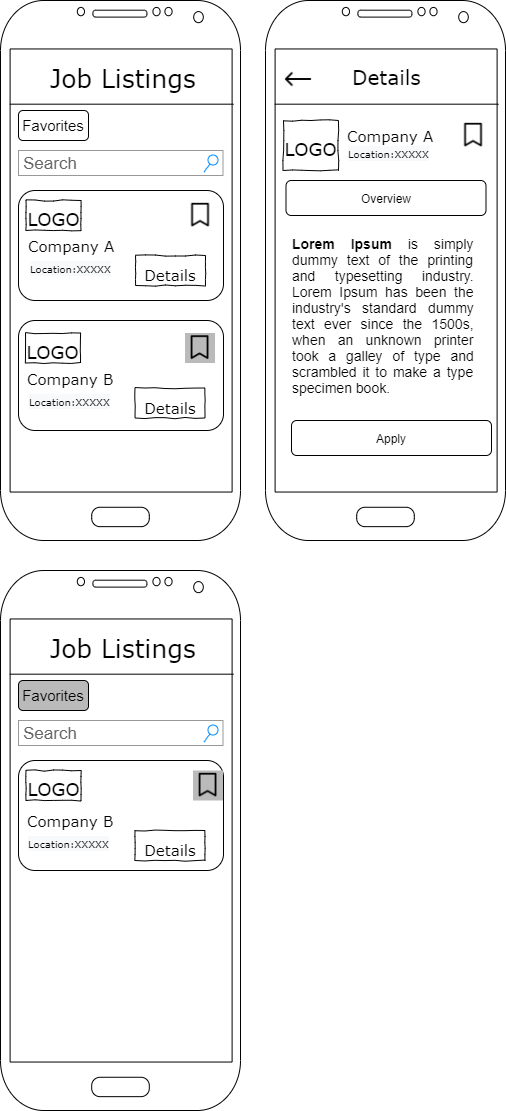 Job Listings
Favorites
Search
LOGO
Company A
Location:XXXXX
Details
LOGO
Company B
Location:XXXXX
Details
Details
LOGO
Company A
Location:XXXXX
Overview
Lorem Ipsum is simply
dummy text of the printing
and typesetting industry.
Lorem Ipsum has been the
industry's standard dummy
text ever since the 1500s,
when an unknown printer
took a galley of type and
scrambled it to make a type
specimen book.
Apply
Job Listings
Favorites
Search
LOGO
Company B
Location:XXXXX
Details